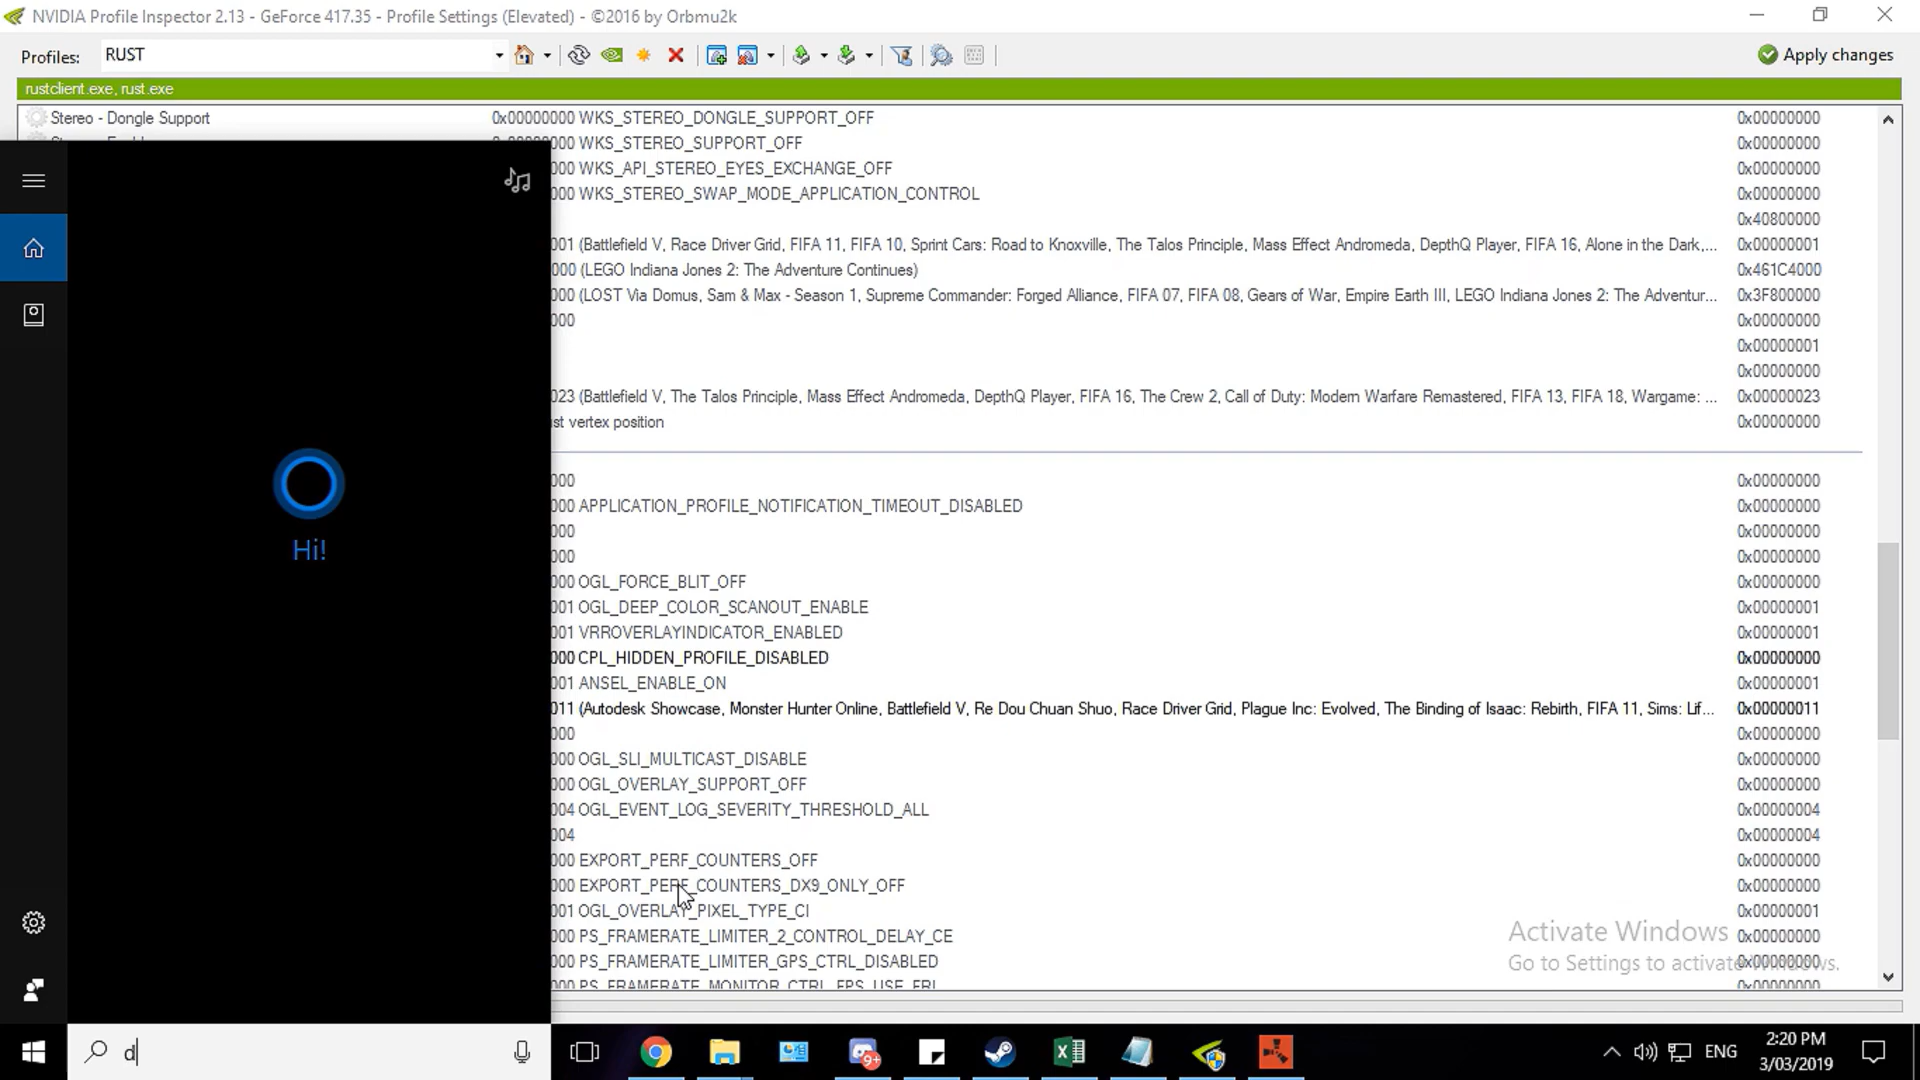 NVIDIA Profile Inspector 2.13 - GeForce 417.35 - Profile Settings (Elevated) - ©2016 by Orbmu2k
Profiles: RUST Apply changes
rustclient.exe, rust.exe
Stereo - Dongle Support 0x00000000 WKS_STEREO_DONGLE_SUPPORT_OFF 0x00000000
000 WKS_STEREO_SUPPORT_OFF 0x00000000
000 WKS_API_STEREO_EYES_EXCHANGE_OFF 0x00000000
000 WKS_STEREO_SWAP_MODE_APPLICATION_CONTROL 0x00000000
0x40800000
001 (Battlefield V, Race Driver Grid, FIFA 11, FIFA 10, Sprint Cars: Road to Knoxville, The Talos Principle, Mass Effect Andromeda, DepthQ Player, FIFA 16, Alone in the Dark,... 0x00000001
000 (LEGO Indiana Jones 2: The Adventure Continues) 0x461C4000
000 (LOST Via Domus, Sam & Max - Season 1, Supreme Commander: Forged Alliance, FIFA 07, FIFA 08, Gears of War, Empire Earth III, LEGO Indiana Jones 2: The Adventur... 0x3F800000
000 0x00000000
0x00000001
0x00000000
023 (Battlefield V, The Talos Principle, Mass Effect Andromeda, DepthQ Player, FIFA 16, The Crew 2, Call of Duty: Modern Warfare Remastered, FIFA 13, FIFA 18, Wargame: ... 0x00000023
st vertex position 0x00000000
000 0x00000000
000 APPLICATION_PROFILE_NOTIFICATION_TIMEOUT_DISABLED 0x00000000
000 0x00000000
Hi!
000 0x00000000
000 OGL_FORCE_BLIT_OFF 0x00000000
001 OGL_DEEP_COLOR_SCANOUT_ENABLE 0x00000001
001 VRROVERLAYINDICATOR_ENABLED 0x00000001
000 CPL_HIDDEN_PROFILE_DISABLED 0x00000000
001 ANSEL_ENABLE_ON 0x00000001
011 (Autodesk Showcase, Monster Hunter Online, Battlefield V, Re Dou Chuan Shuo, Race Driver Grid, Plague Inc: Evolved, The Binding of Isaac: Rebirth, FIFA 11, Sims: Lif... 0x00000011
000 0x00000000
000 OGL_SLI_MULTICAST_DISABLE 0x00000000
000 OGL_OVERLAY_SUPPORT_OFF 0x00000000
004 OGL_EVENT_LOG_SEVERITY_THRESHOLD_ALL 0x00000004
004 0x00000004
000 EXPORT_PERF_COUNTERS_OFF 0x00000000
000 EXPORT_PERF_COUNTERS_DX9_ONLY_OFF 0x00000000
001 OGL_OVERLAY_PIXEL_TYPE_CI 0x00000001
Activate Windows
000 PS_FRAMERATE_LIMITER_2_CONTROL_DELAY_CE 0x00000000
000 PS_FRAMERATE_LIMITER_GPS_CTRL_DISABLED
Go to Settings to activate Windows.
000 PS_FRAMERATE_MONITOR_CTRL_FPS_USE_FRL 0x00000000
d 9+ ENG 2:20 PM
3/03/2019